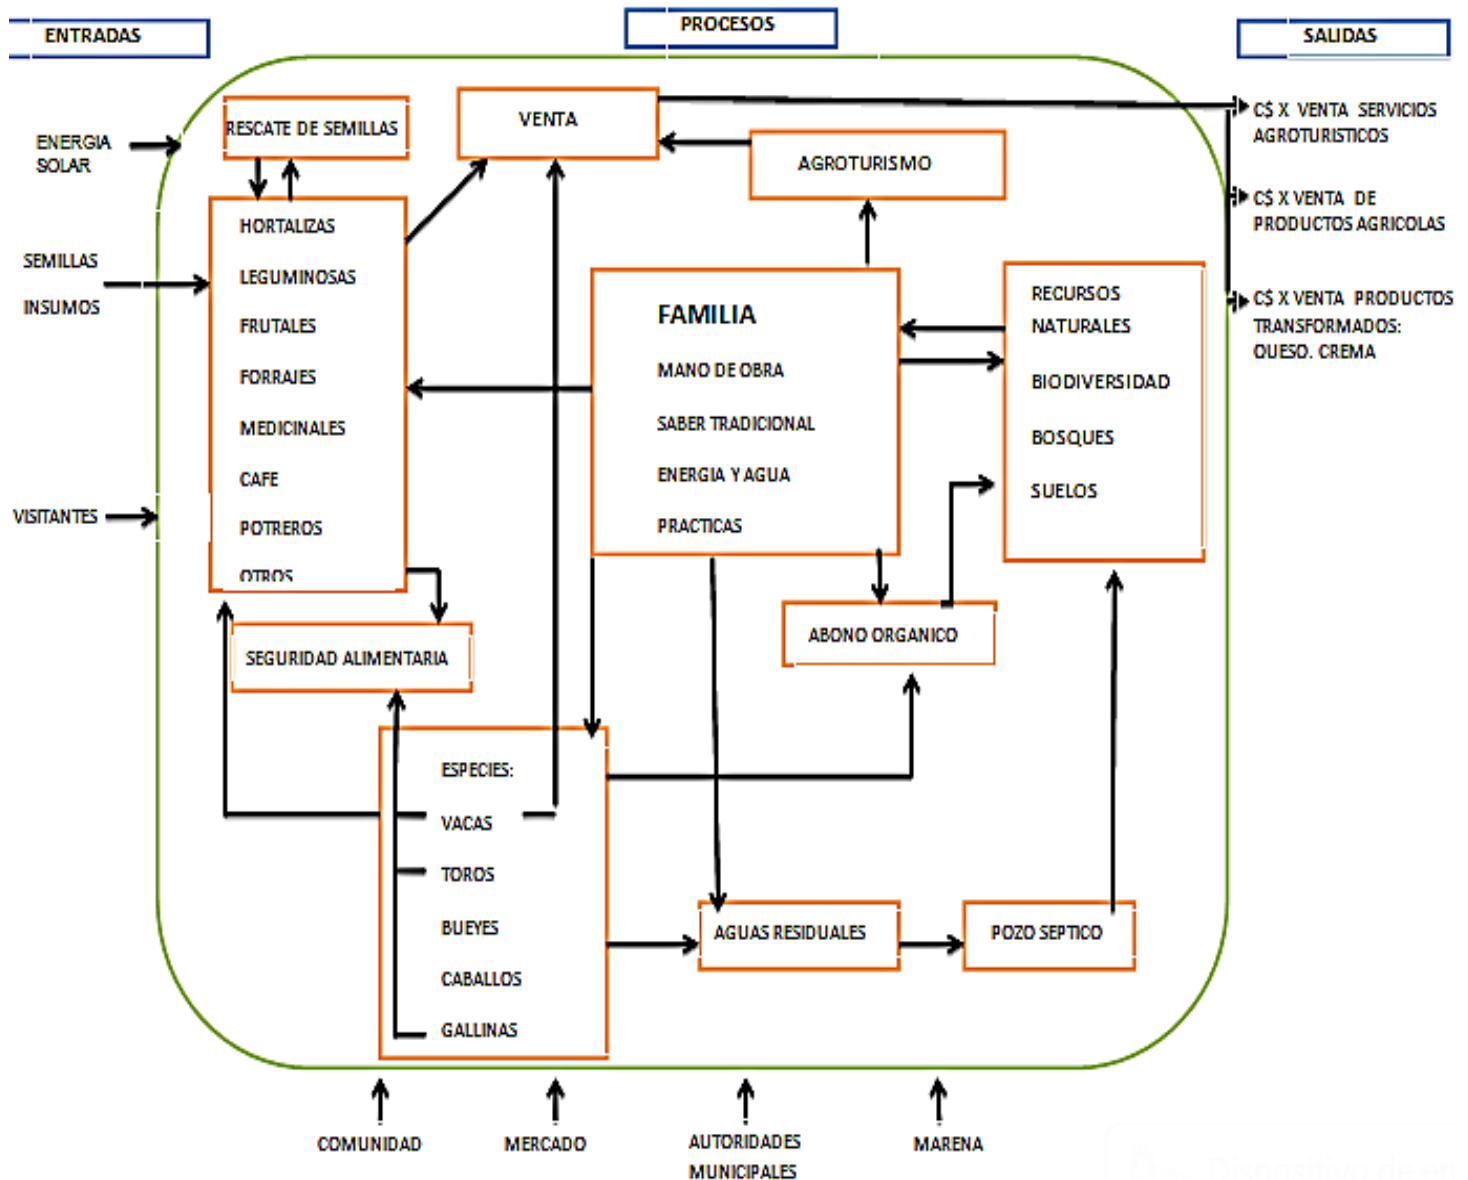 ENTRADAS
PROCESOS
SALIDAS
ENERGIA
SOLAR
SEMILLAS
INSUMOS
VISITANTES
RESCATE DE SEMILLAS
HORTALIZAS
LEGUMINOSAS
FRUTALES
FORRAJES
MEDICINALES
CAFE
POTREROS
OTROS
SEGURIDAD ALIMENTARIA
VENTA
AGROTURISMO
FAMILIA
MANO DE OBRA
SABER TRADICIONAL
ENERGIA Y AGUA
PRACTICAS
RECURSOS
NATURALES
BIODIVERSIDAD
BOSQUES
SUELOS
ABONO ORGANICO
ESPECIES:
VACAS
TOROS
BUEYES
CABALLOS
GALLINAS
AGUAS RESIDUALES
POZO SEPTICO
C$ X VENTA SERVICIOS
AGROTURISTICOS
C$ X VENTA DE
PRODUCTOS AGRICOLAS
C$ X VENTA PRODUCTOS
TRANSFORMADOS:
QUESO. CREMA
COMUNIDAD
MERCADO
AUTORIDADES
MUNICIPALES
MARENA